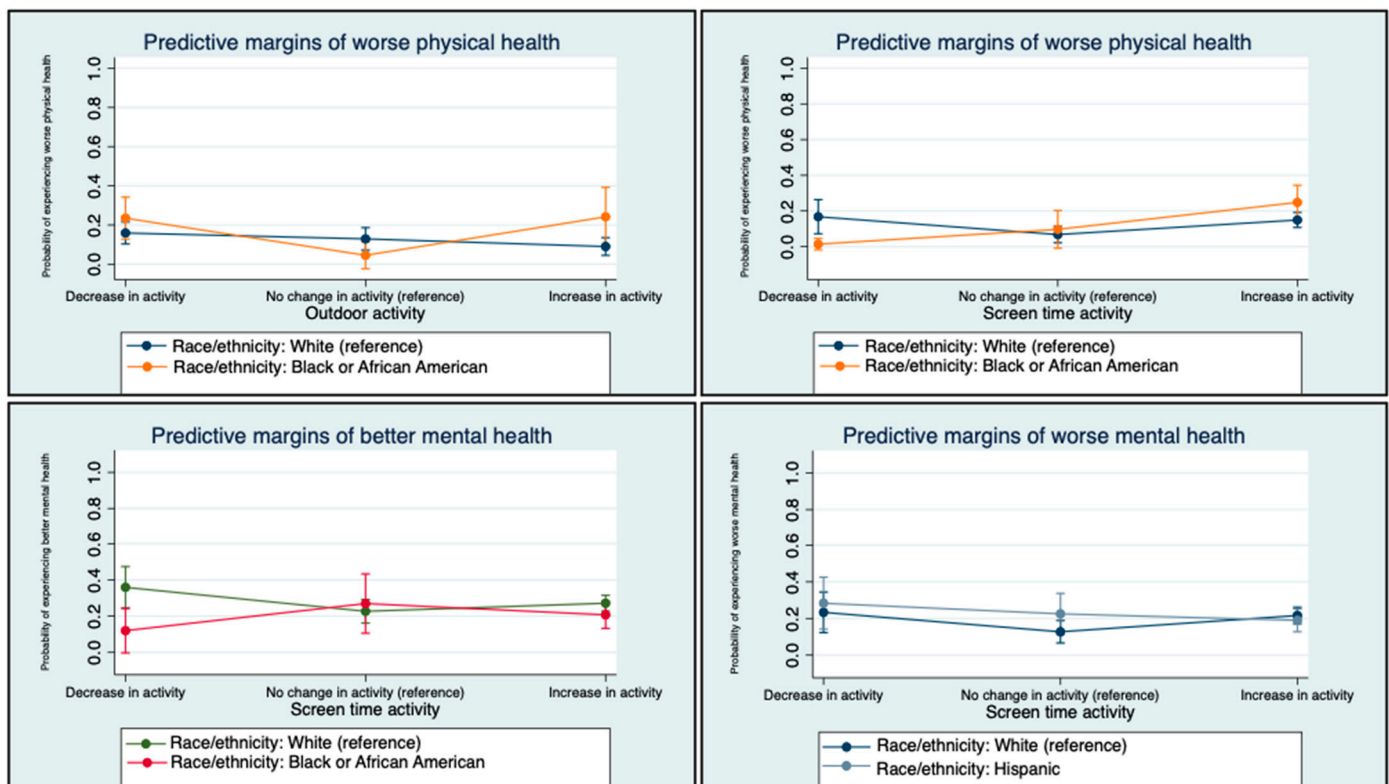 Predictive margins of worse physical health
Probability of experiencing worse physical health
1.0
0.8
0.6
0.4
0.2
0.0
Decrease in activity
No change in activity (reference)
Increase in activity
Outdoor activity
Race/ethnicity: White (reference)
Race/ethnicity: Black or African American
Predictive margins of worse physical health
Probability of experiencing worse physical health
1.0
0.8
0.6
0.4
0.2
0.0
Decrease in activity
No change in activity (reference)
Increase in activity
Screen time activity
Race/ethnicity: White (reference)
Race/ethnicity: Black or African American
Predictive margins of better mental health
Probability of experiencing better mental health
1.0
0.8
0.6
0.4
0.2
0.0
Decrease in activity
No change in activity (reference)
Increase in activity
Screen time activity
Race/ethnicity: White (reference)
Race/ethnicity: Black or African American
Predictive margins of worse mental health
Probability of experiencing worse mental health
1.0
0.8
0.6
0.4
0.2
0.0
Decrease in activity
No change in activity (reference)
Increase in activity
Screen time activity
Race/ethnicity: White (reference)
Race/ethnicity: Hispanic